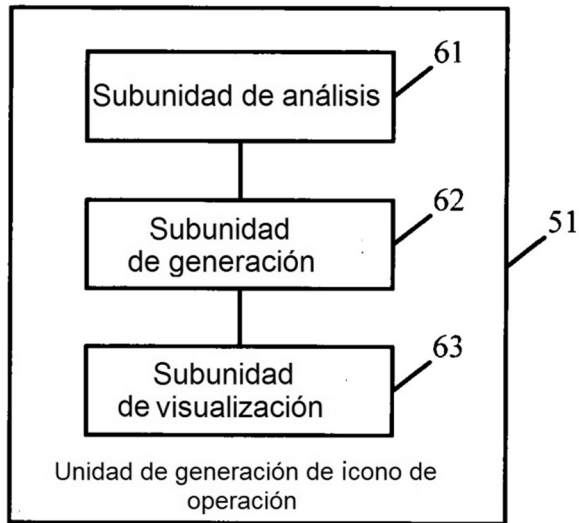 61
Subunidad de análisis
62
Subunidad
de generación
51
63
Subunidad
de visualización
Unidad de generación de icono de
operación